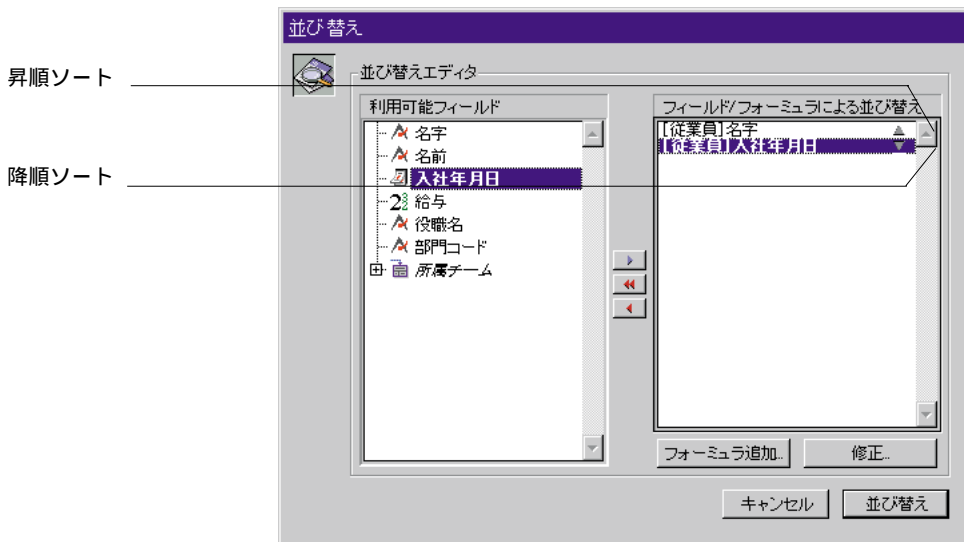 並び替え
昇順ソート
並び替えエディタ
利用可能フィールド
フィールド/フォーミュラによる並び替え
名字
名前
入社年月日
給与
役職名
部門コード
所属チーム
[従業員]名字
[従業員]入社年月日
降順ソート
フォーミュラ追加...
修正...
キャンセル
並び替え